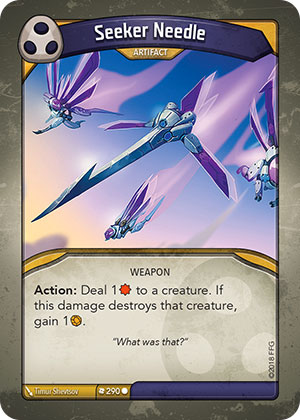 Seeker Needle
ARTIFACT
WEAPON
Action: Deal 1 to a creature. If
this damage destroys that creature,
gain 1.
"What was that?"
Timur Shevtsov
290
©2018 FFG